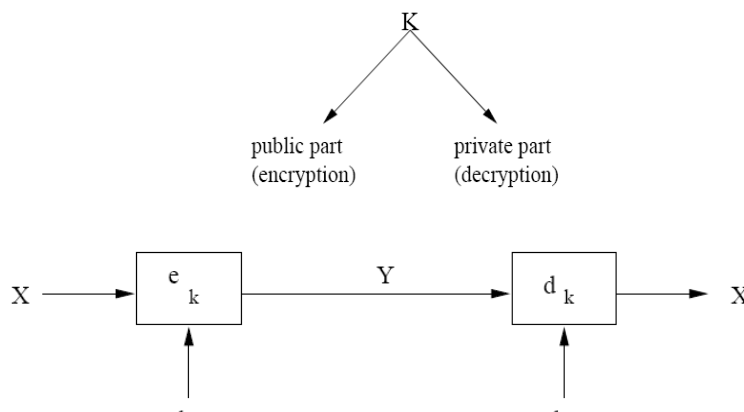 K
public part
(encryption)
private part
(decryption)
X
e k
Y
d k
X